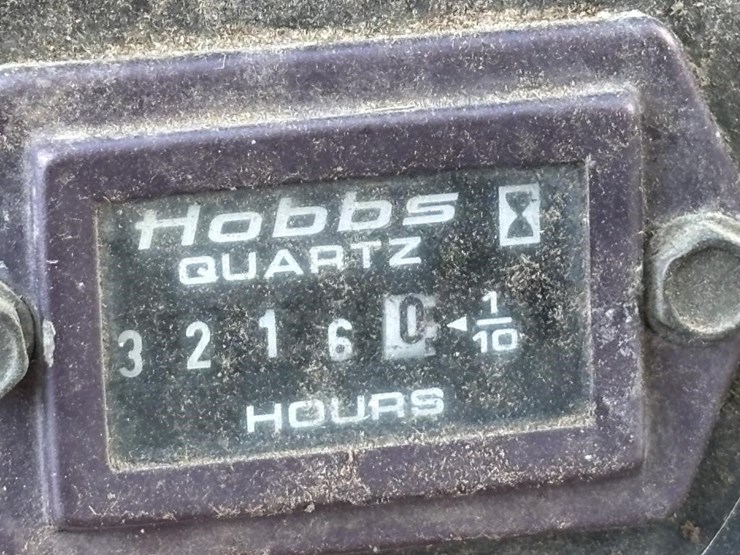 Hobbs
QUARTZ
3 2 1 6 0 ◄ 1/10
HOURS